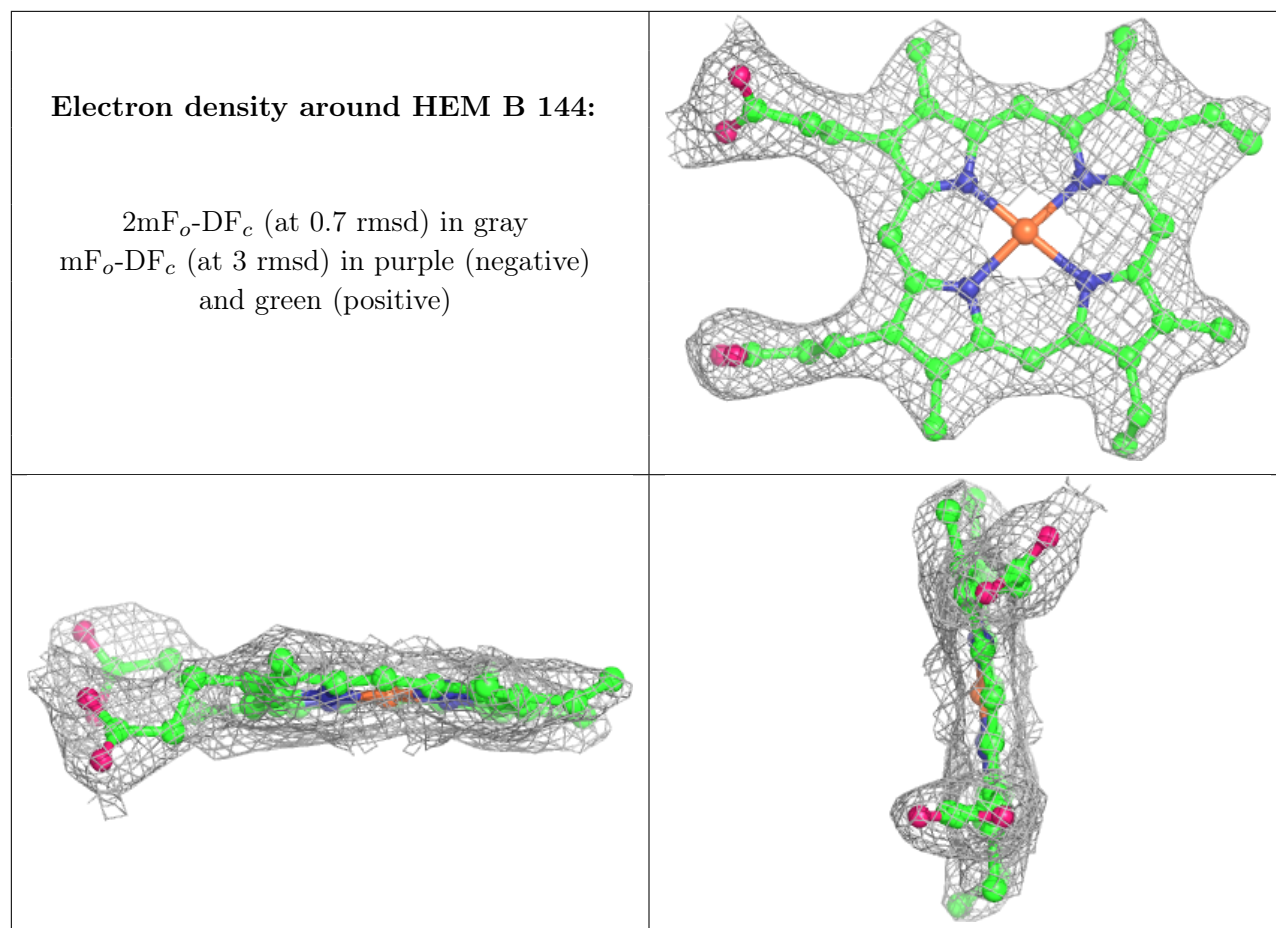 Electron density around HEM B 144:
2mFo-DFc (at 0.7 rmsd) in gray
mFo-DFc (at 3 rmsd) in purple (negative)
and green (positive)